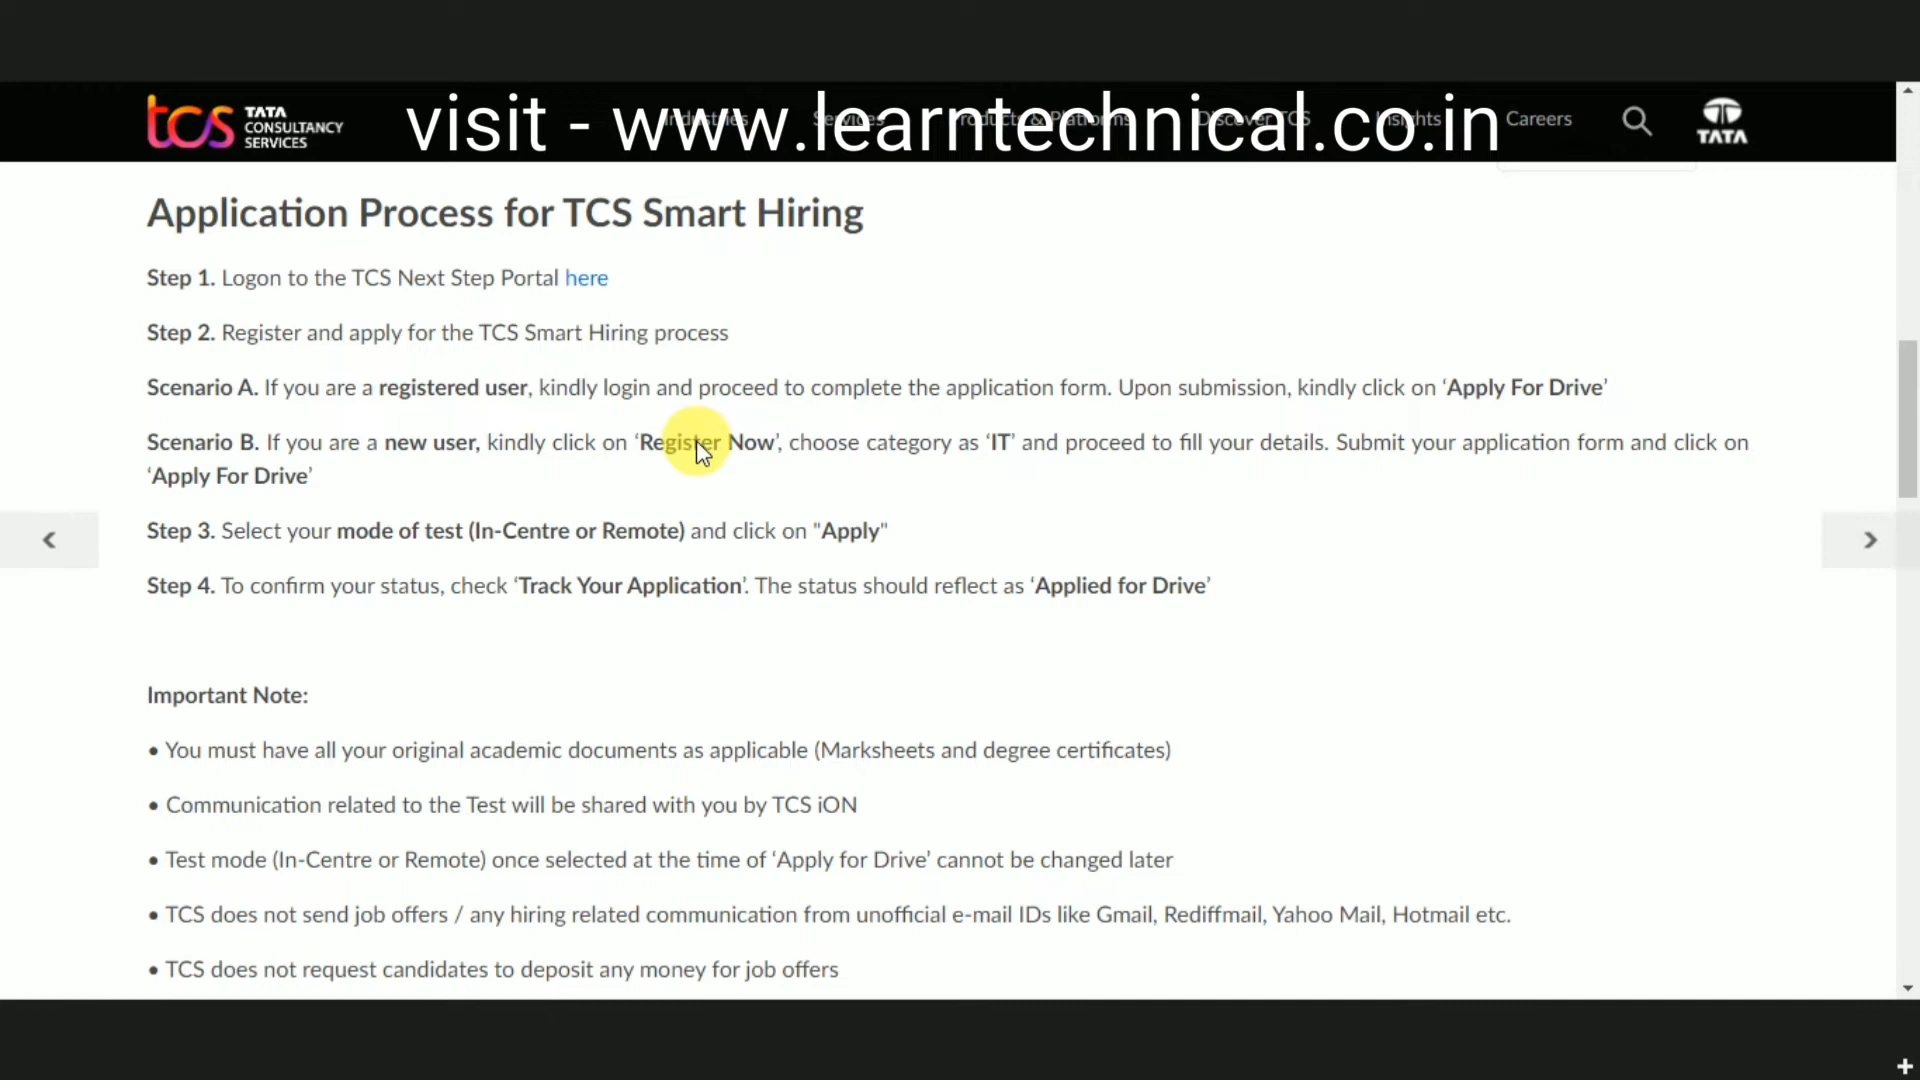 tcs TATA CONSULTANCY SERVICES
visit - www.learntechnical.co.in
Industries Services Products & Platforms Discover TCS Insights Careers
TATA
Application Process for TCS Smart Hiring
Step 1. Logon to the TCS Next Step Portal here
Step 2. Register and apply for the TCS Smart Hiring process
Scenario A. If you are a registered user, kindly login and proceed to complete the application form. Upon submission, kindly click on ‘Apply For Drive’
Scenario B. If you are a new user, kindly click on ‘Register Now’, choose category as ‘IT’ and proceed to fill your details. Submit your application form and click on
‘Apply For Drive’
Step 3. Select your mode of test (In-Centre or Remote) and click on "Apply"
Step 4. To confirm your status, check ‘Track Your Application’. The status should reflect as ‘Applied for Drive’
Important Note:
• You must have all your original academic documents as applicable (Marksheets and degree certificates)
• Communication related to the Test will be shared with you by TCS iON
• Test mode (In-Centre or Remote) once selected at the time of ‘Apply for Drive’ cannot be changed later
• TCS does not send job offers / any hiring related communication from unofficial e-mail IDs like Gmail, Rediffmail, Yahoo Mail, Hotmail etc.
• TCS does not request candidates to deposit any money for job offers